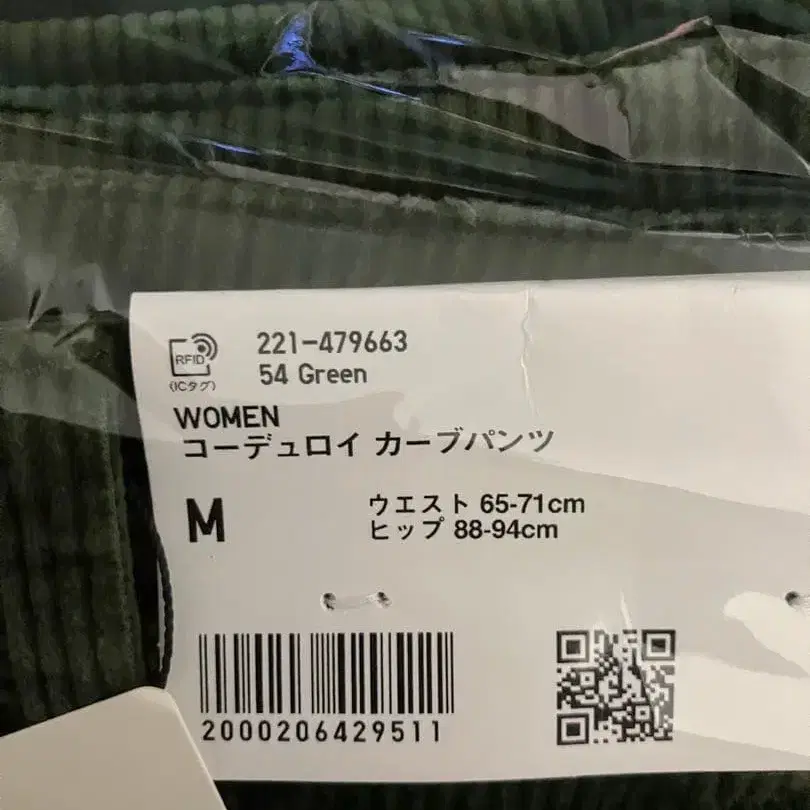 RFID
(ICタグ)
221-479663
54 Green
WOMEN
コーデュロイ カーブパンツ
M
ウエスト 65-71cm
ヒップ 88-94cm
2000206429511